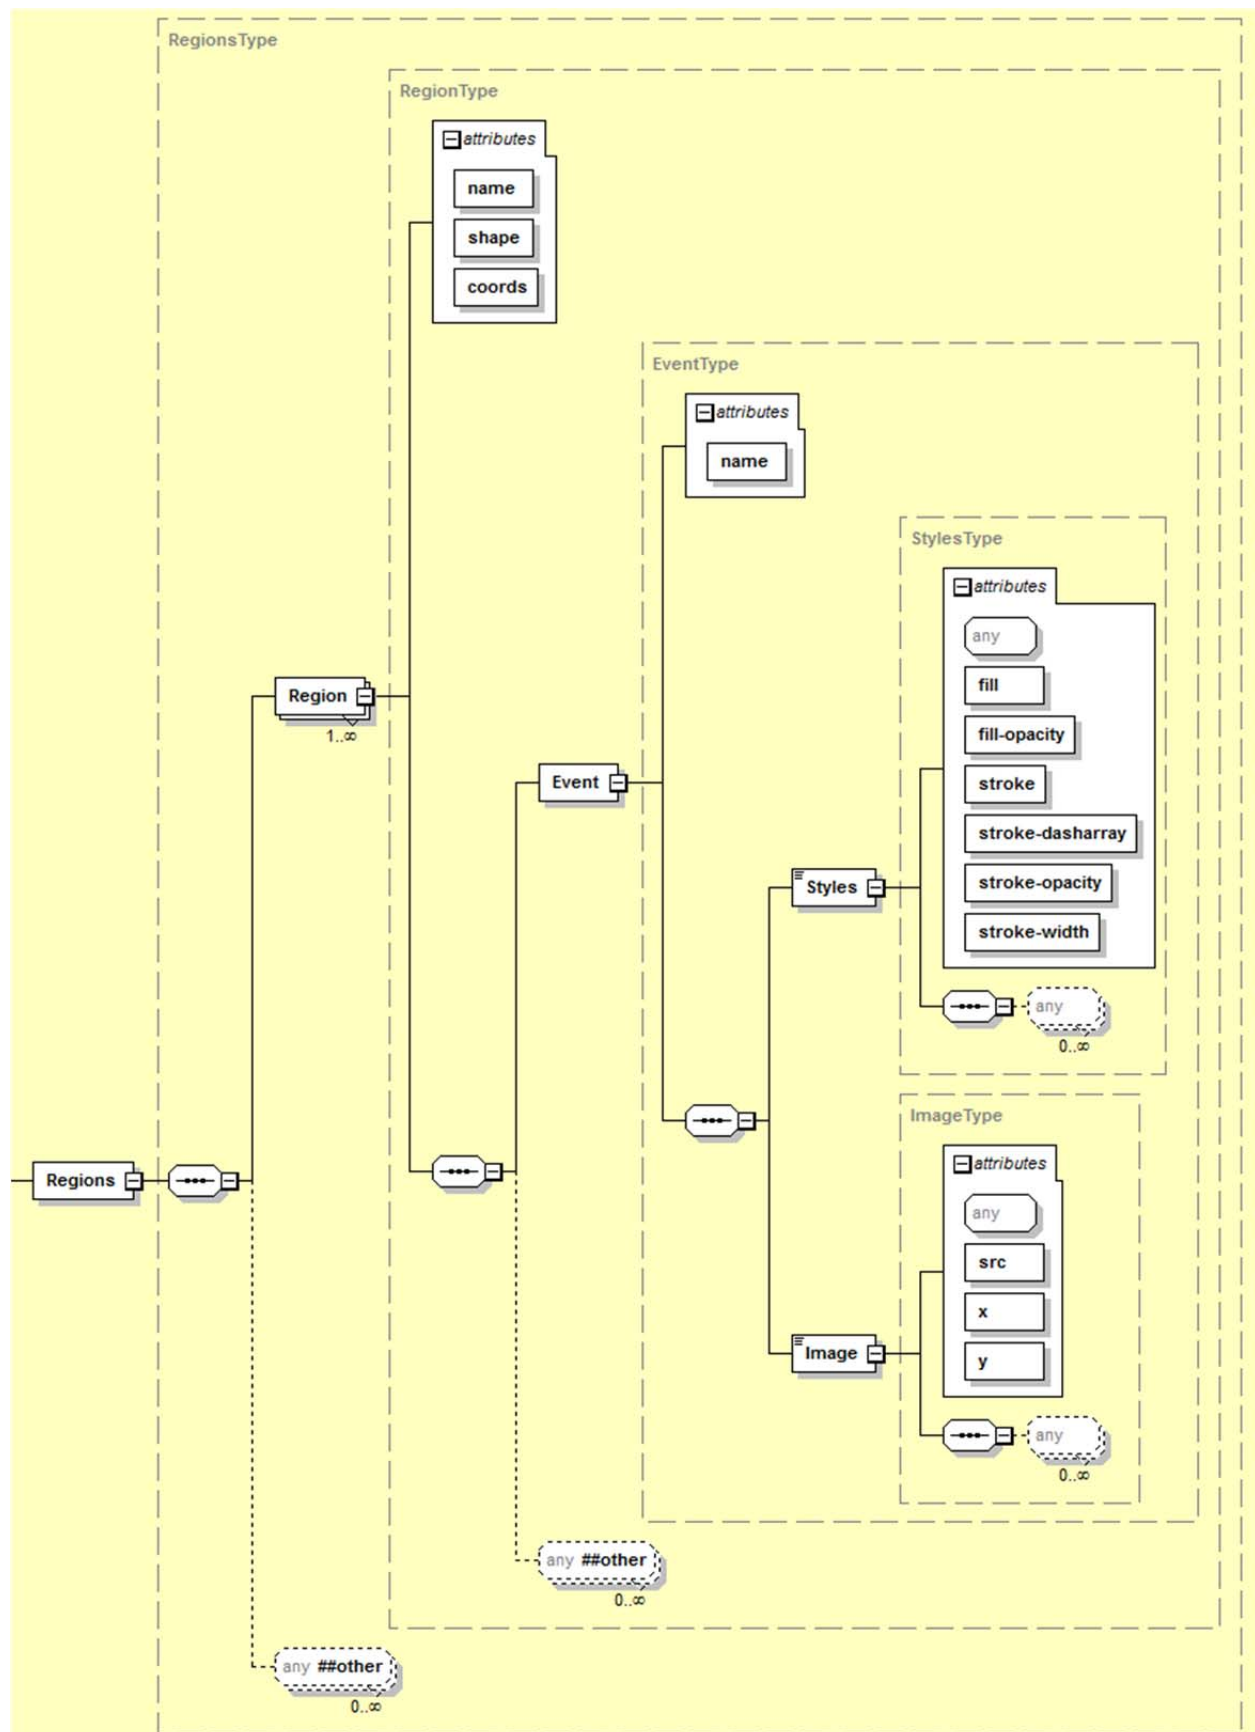 RegionsType
RegionType
attributes
name
shape
coords
EventType
attributes
name
StylesType
attributes
any
fill
fill-opacity
Region
1..∞
stroke
Event
stroke-dasharray
Styles
stroke-opacity
stroke-width
any
0..∞
ImageType
attributes
Regions
any
src
x
Image
y
any
0..∞
any ##other
0..∞
any ##other
0..∞